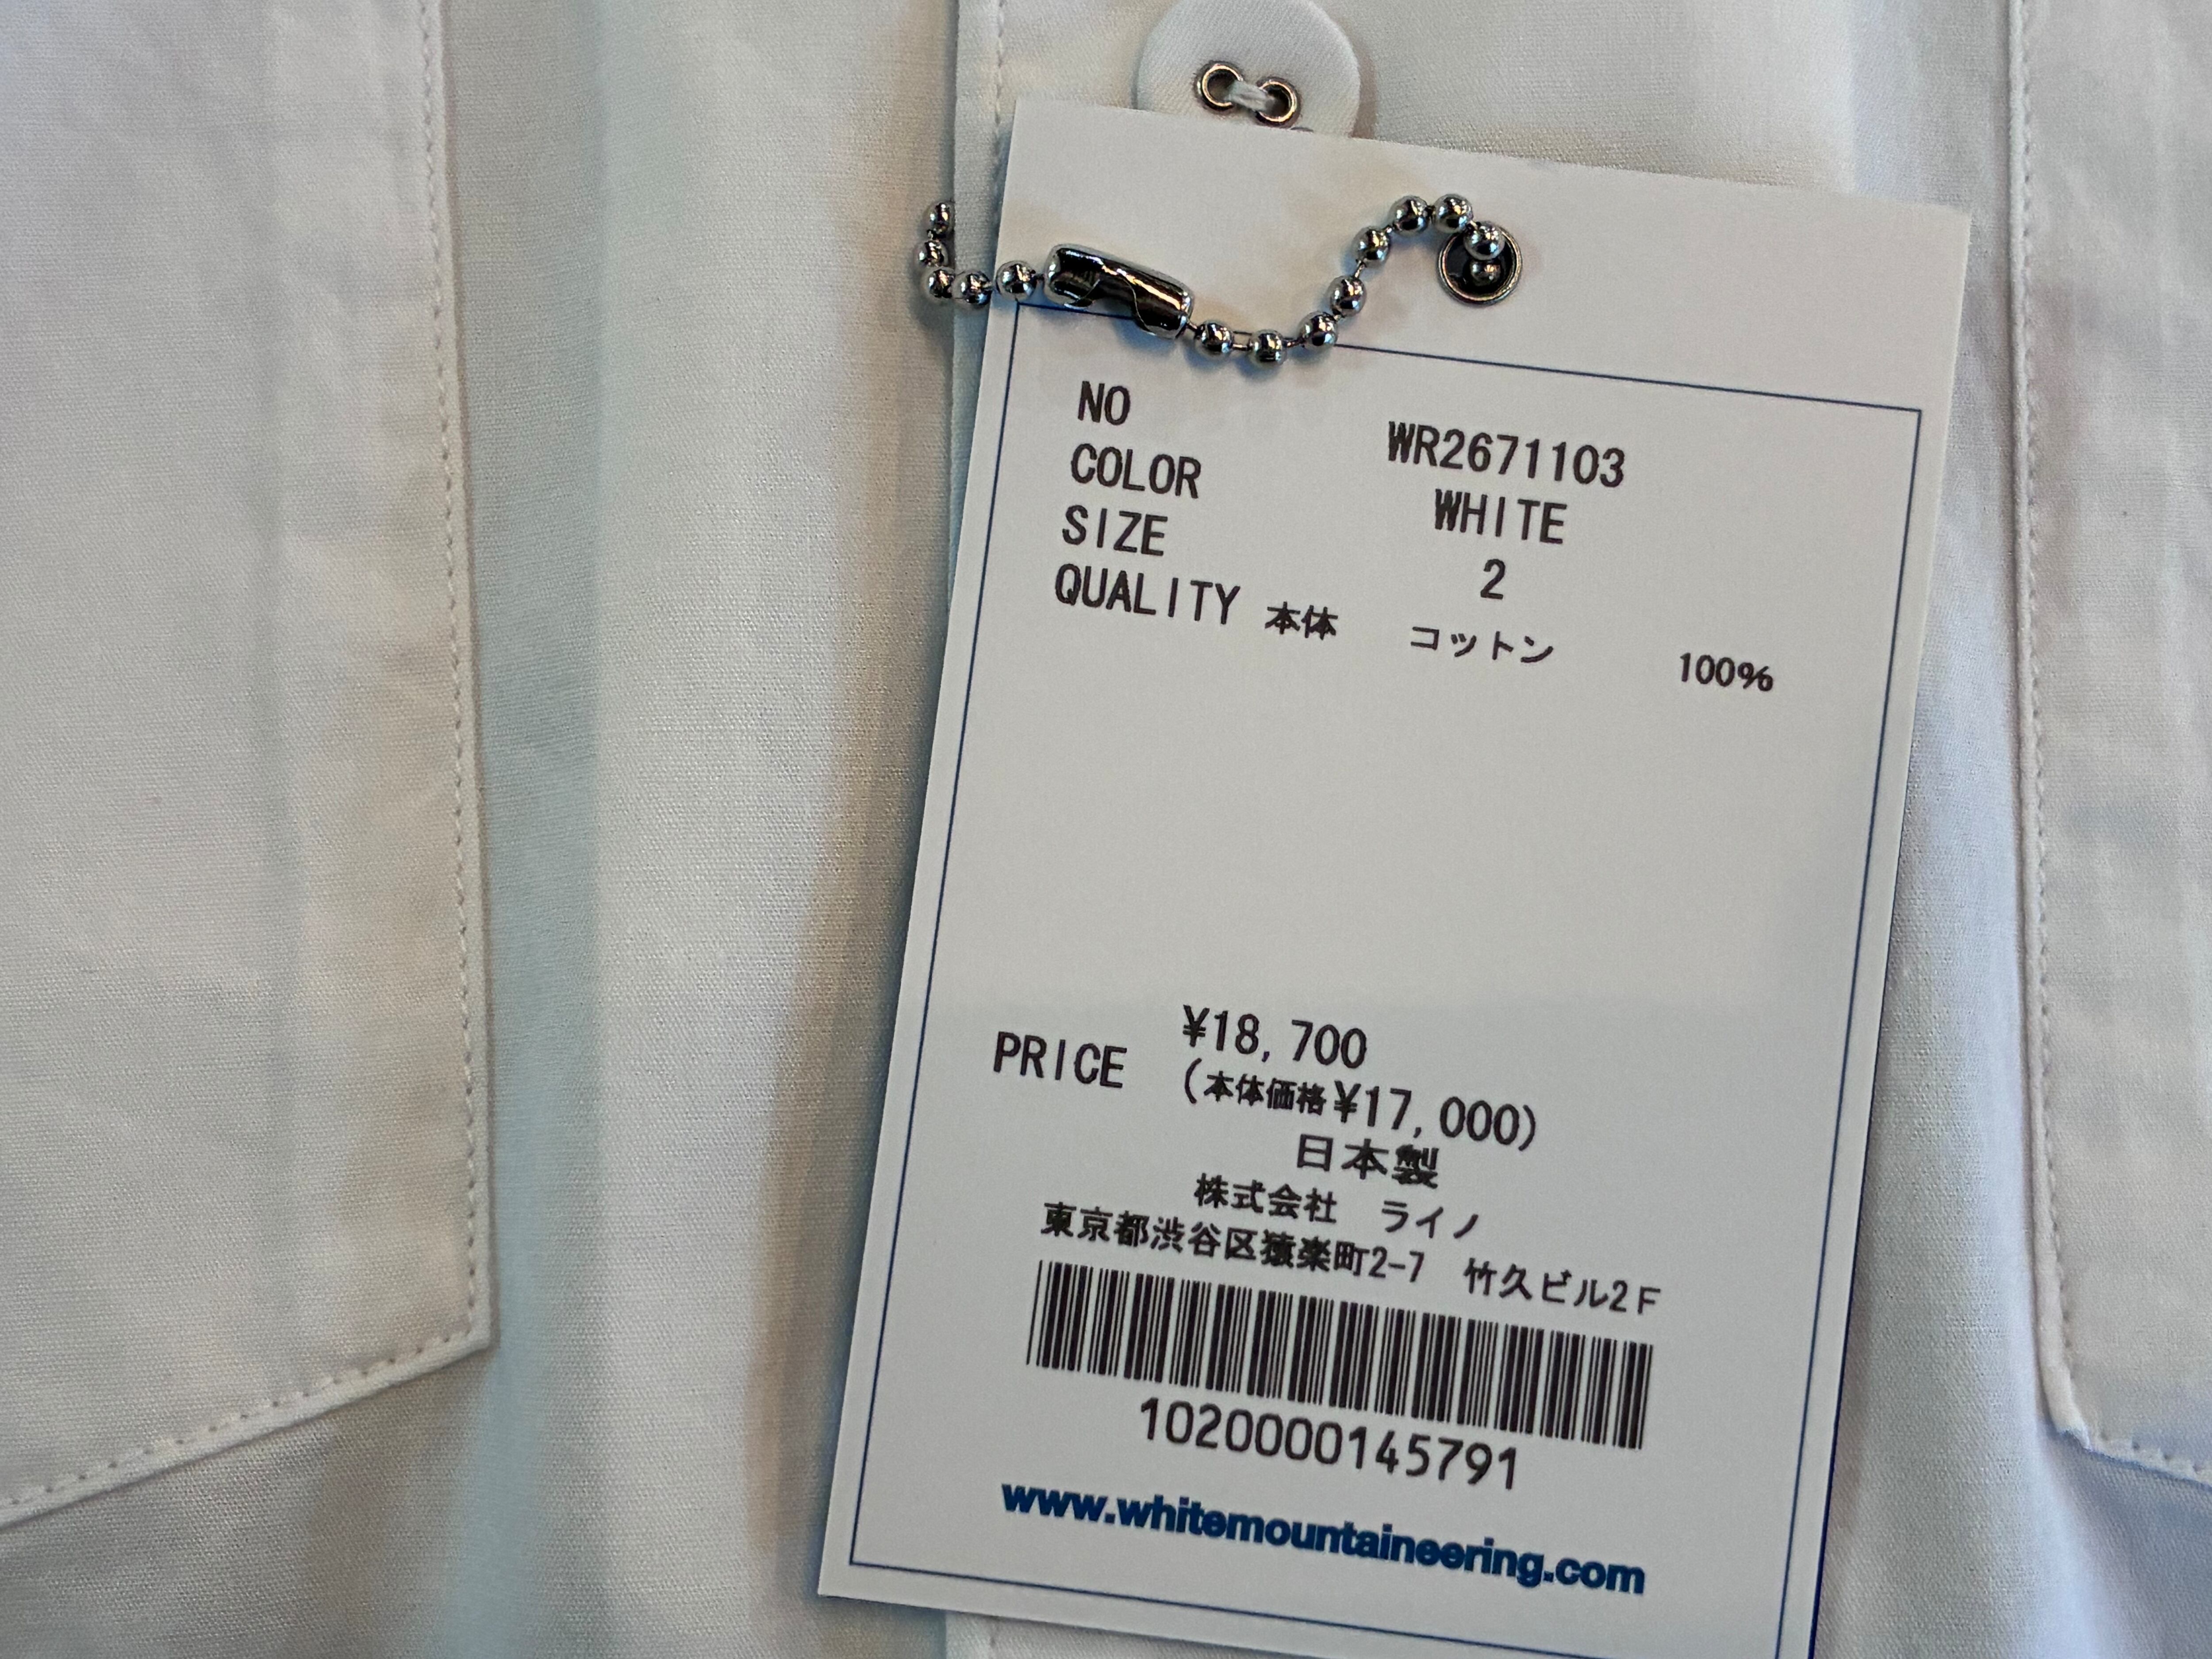 NO WR2671103
COLOR WHITE
SIZE 2
QUALITY 本体 コットン 100%
¥18,700
PRICE (本体価格¥17,000)
日本製
株式会社 ライノ
東京都渋谷区猿楽町2-7 竹久ビル2F
1020000145791
www.whitemountaineering.com